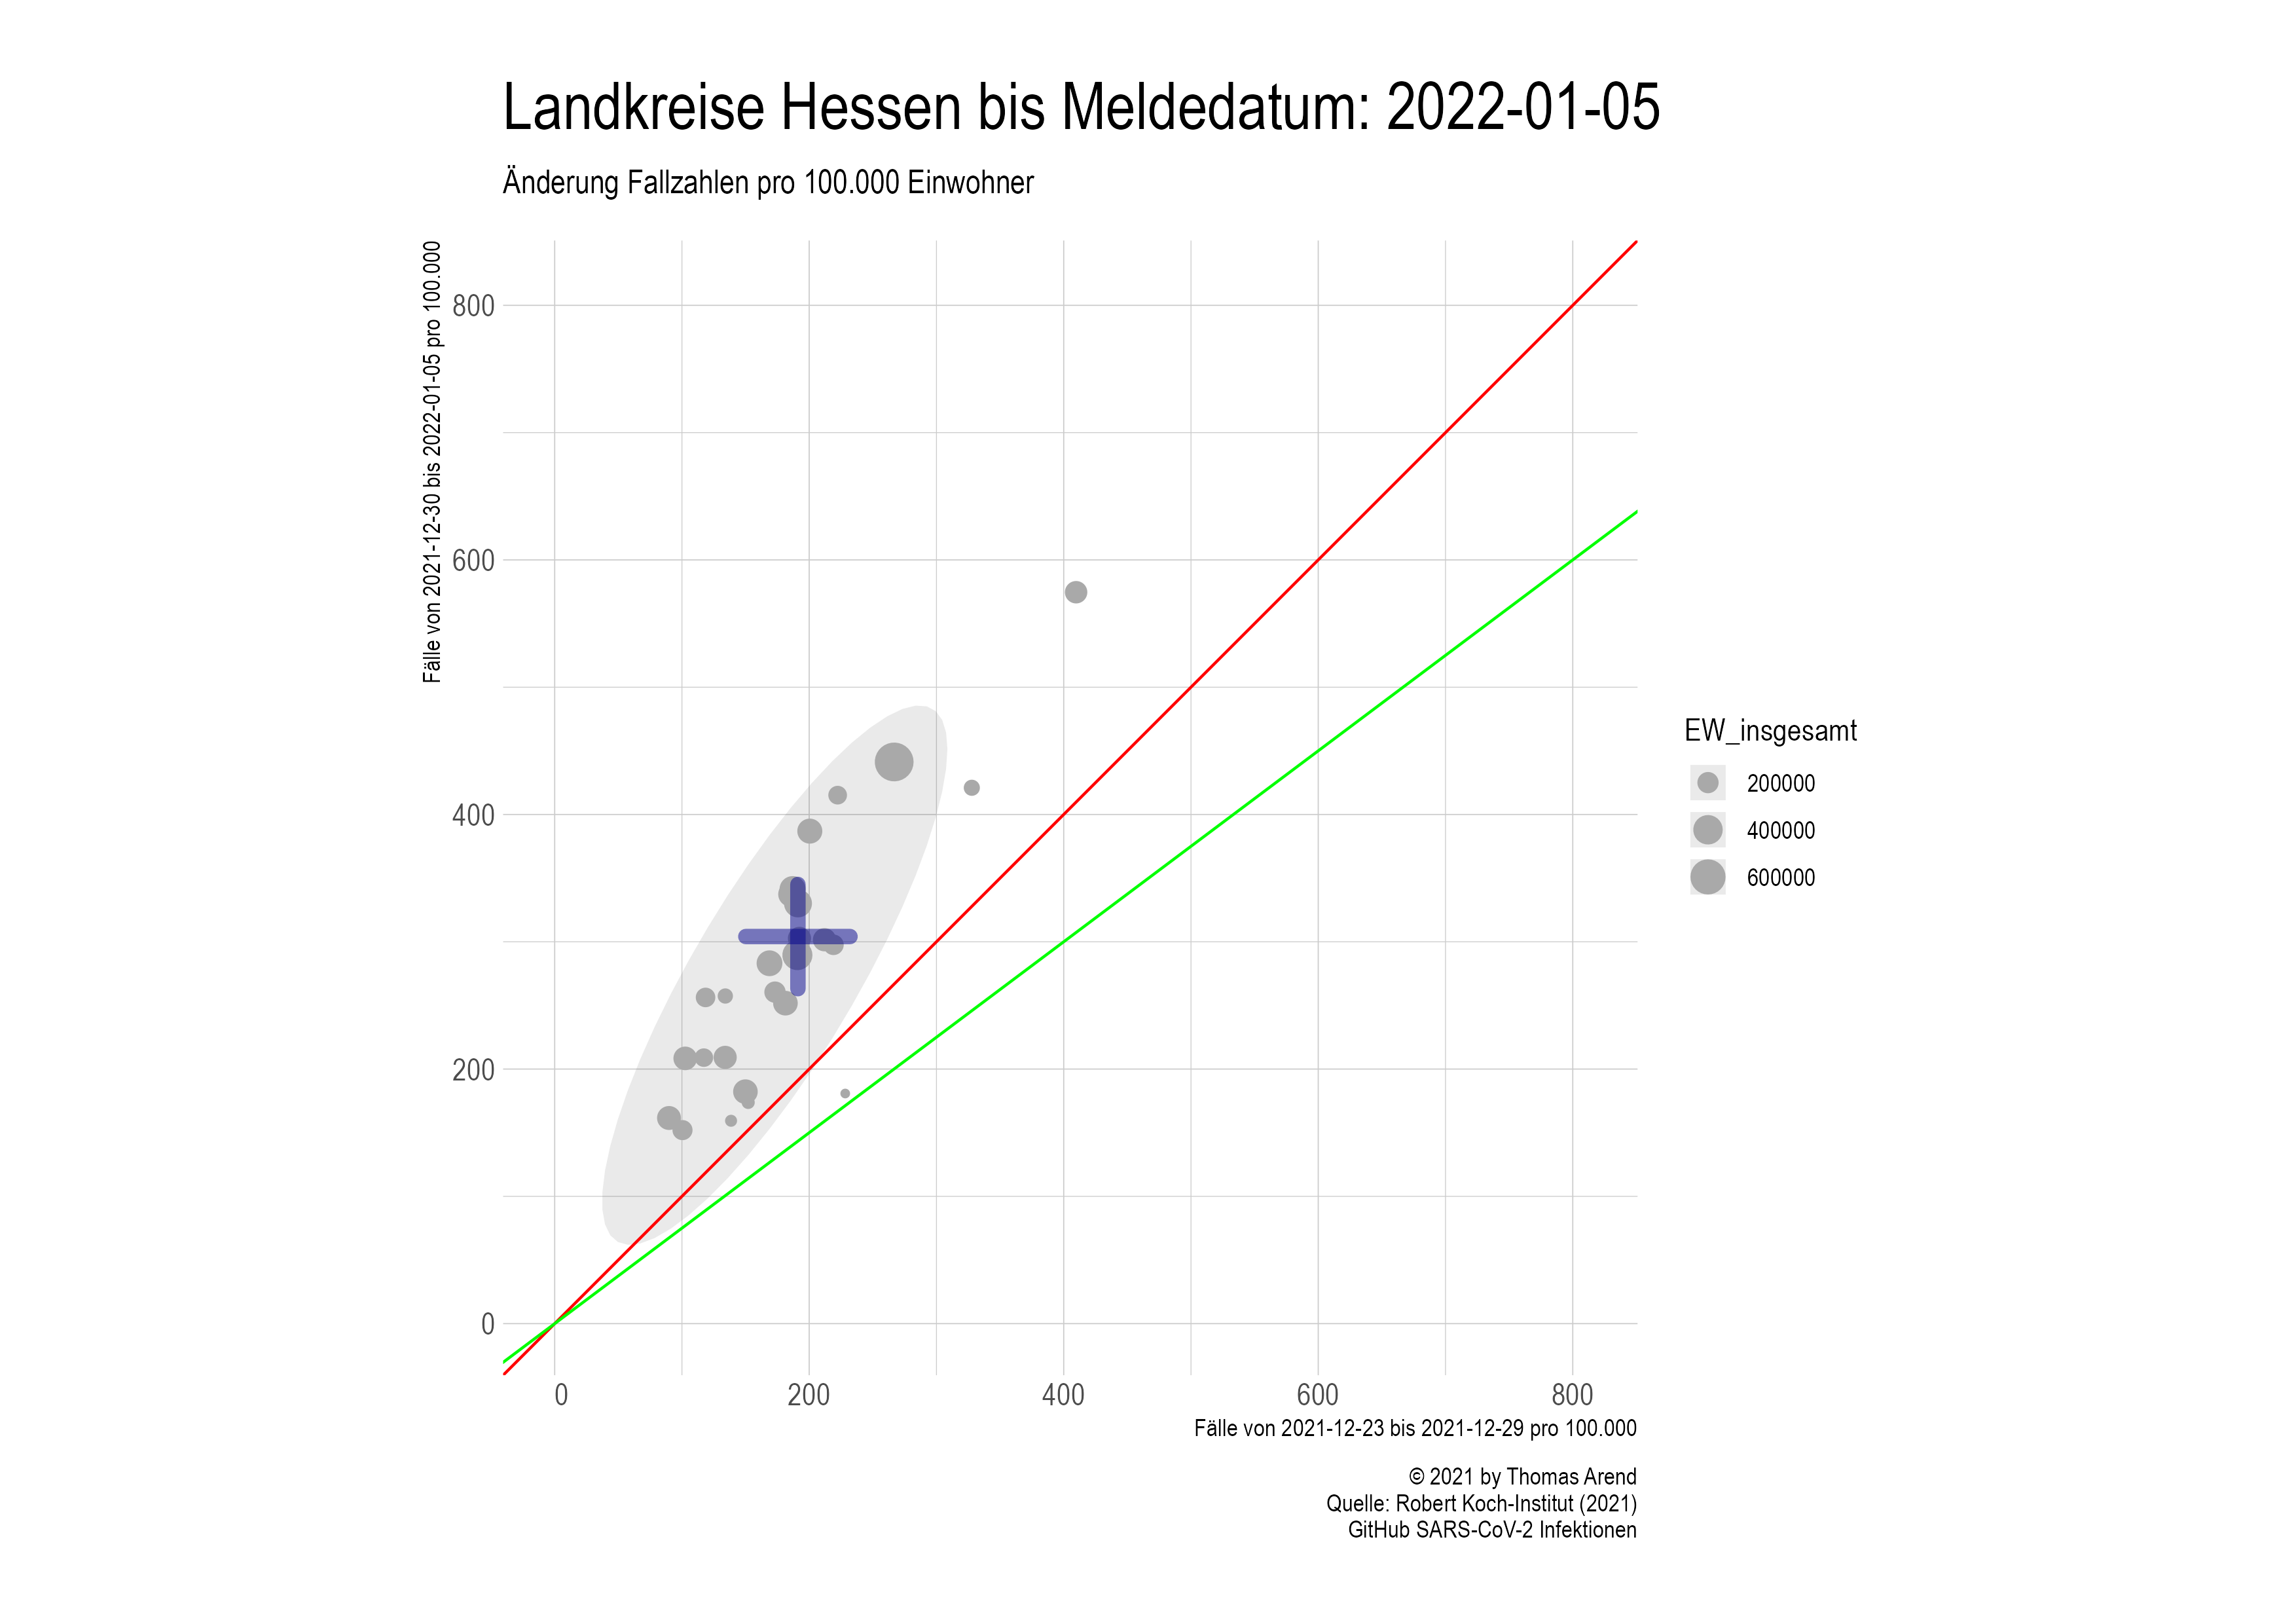 Landkreise Hessen bis Meldedatum: 2022-01-05
Änderung Fallzahlen pro 100.000 Einwohner
Fälle von 2021-12-30 bis 2022-01-05 pro 100.000
800
600
400
200
0
0
200
400
600
800
Fälle von 2021-12-23 bis 2021-12-29 pro 100.000
EW_insgesamt
200000
400000
600000
© 2021 by Thomas Arend
Quelle: Robert Koch-Institut (2021)
GitHub SARS-CoV-2 Infektionen